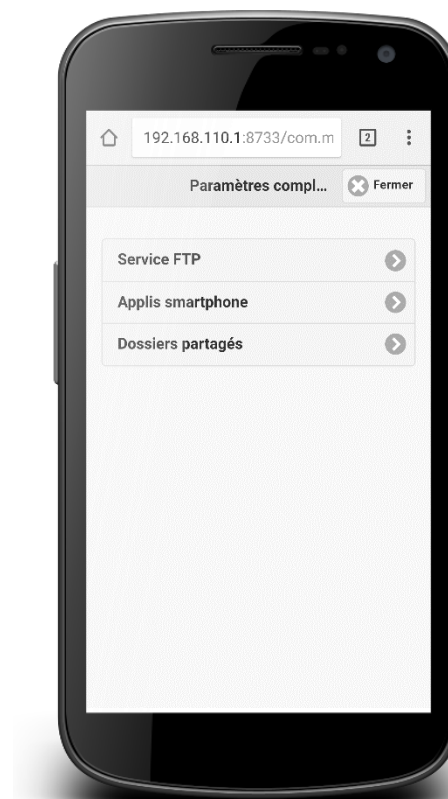 192.168.110.1:8733/com.m
2
Paramètres compl...
Fermer
Service FTP
Applis smartphone
Dossiers partagés